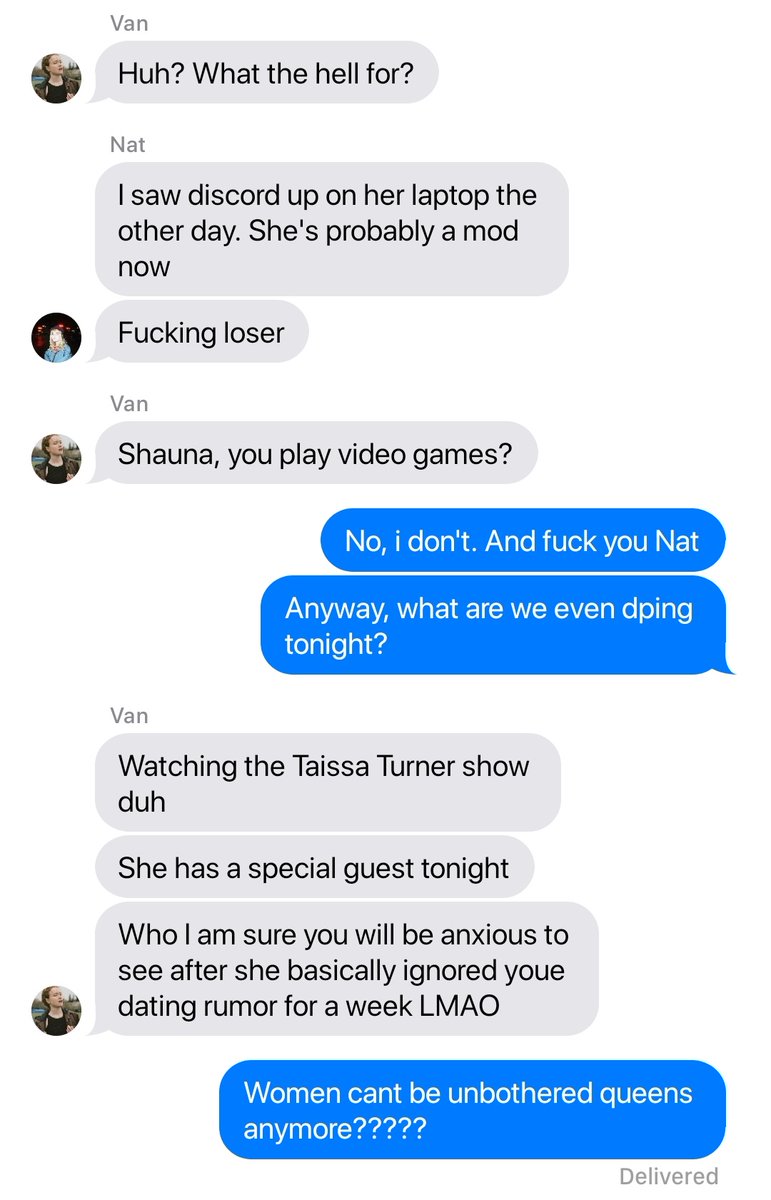 Van
Huh? What the hell for?
Nat
I saw discord up on her laptop the
other day. She's probably a mod
now
Fucking loser
Van
Shauna, you play video games?
No, i don't. And fuck you Nat
Anyway, what are we even dping
tonight?
Van
Watching the Taissa Turner show
duh
She has a special guest tonight
Who I am sure you will be anxious to
see after she basically ignored youe
dating rumor for a week LMAO
Women cant be unbothered queens
anymore?????
Delivered